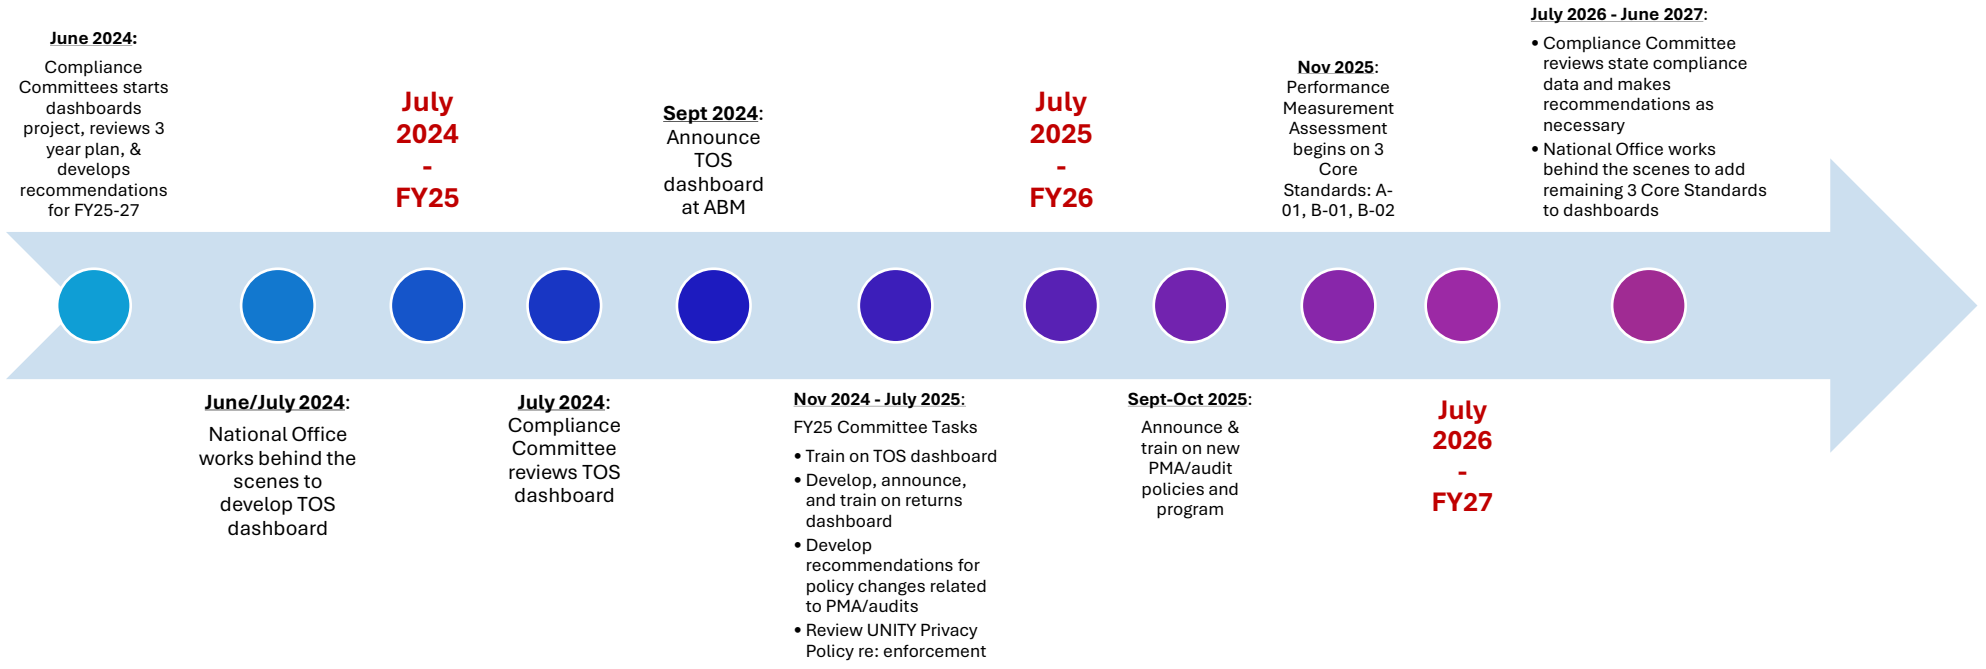 June 2024:
Compliance
Committees starts
dashboards
project, reviews 3
year plan, &
develops
recommendations
for FY25-27
June/July 2024:
National Office
works behind the
scenes to
develop TOS
dashboard
July
2024
-
FY25
July 2024:
Compliance
Committee
reviews TOS
dashboard
Sept 2024:
Announce
TOS
dashboard
at ABM
Nov 2024 - July 2025:
FY25 Committee Tasks
• Train on TOS dashboard
• Develop, announce,
and train on returns
dashboard
• Develop
recommendations for
policy changes related
to PMA/audits
• Review UNITY Privacy
Policy re: enforcement
July
2025
-
FY26
Sept-Oct 2025:
Announce &
train on new
PMA/audit
policies and
program
Nov 2025:
Performance
Measurement
Assessment
begins on 3
Core
Standards: A-
01, B-01, B-02
July
2026
-
FY27
July 2026 - June 2027:
• Compliance Committee
reviews state compliance
data and makes
recommendations as
necessary
• National Office works
behind the scenes to add
remaining 3 Core Standards
to dashboards